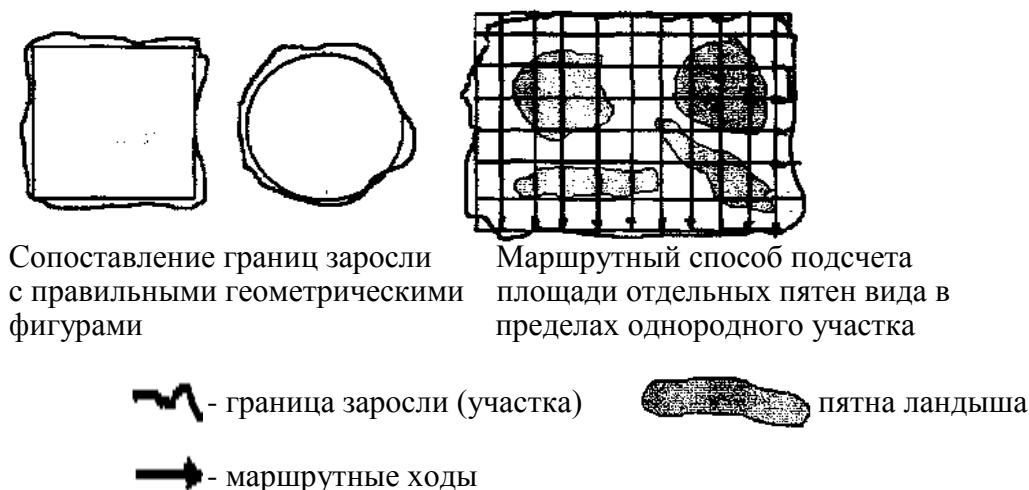 Сопоставление границ заросли
с правильными геометрическими
фигурами
Маршрутный способ подсчета
площади отдельных пятен вида в
пределах однородного участка
- граница заросли (участка)
пятна ландыша
- маршрутные ходы